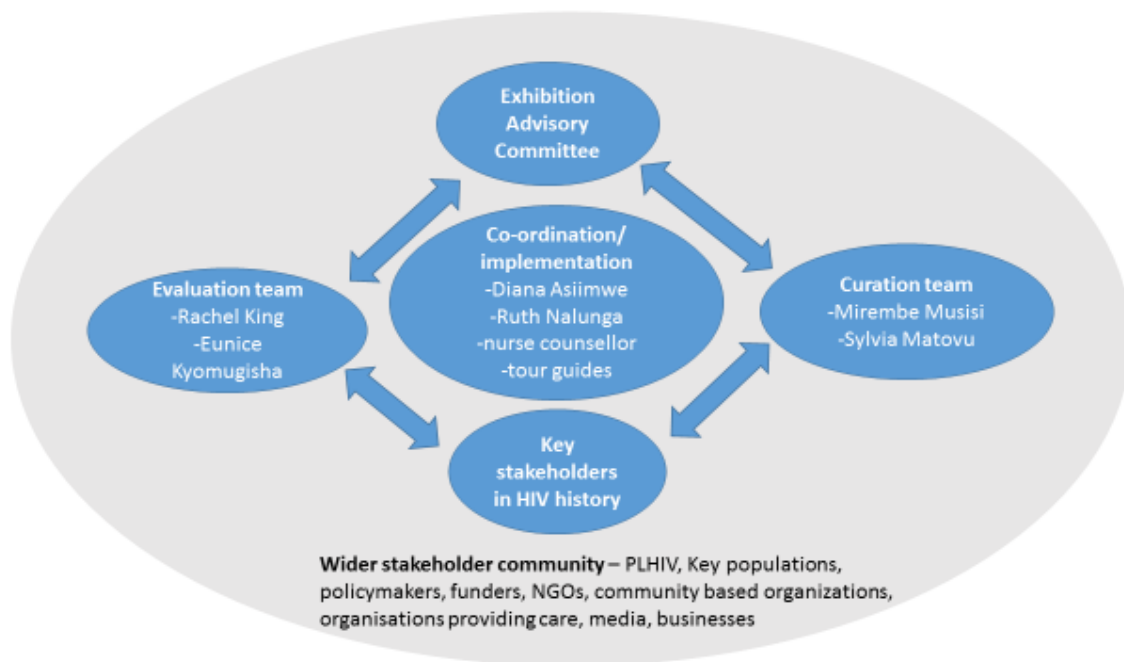 Exhibition
Advisory
Committee
Co-ordination/
implementation
-Diana Asiimwe
-Ruth Nalunga
-nurse counsellor
-tour guides
Evaluation team
-Rachel King
-Eunice
Kyomugisha
Curation team
-Mirembe Musisi
-Sylvia Matovu
Key
stakeholders
in HIV history
Wider stakeholder community – PLHIV, Key populations,
policymakers, funders, NGOs, community based organizations,
organisations providing care, media, businesses